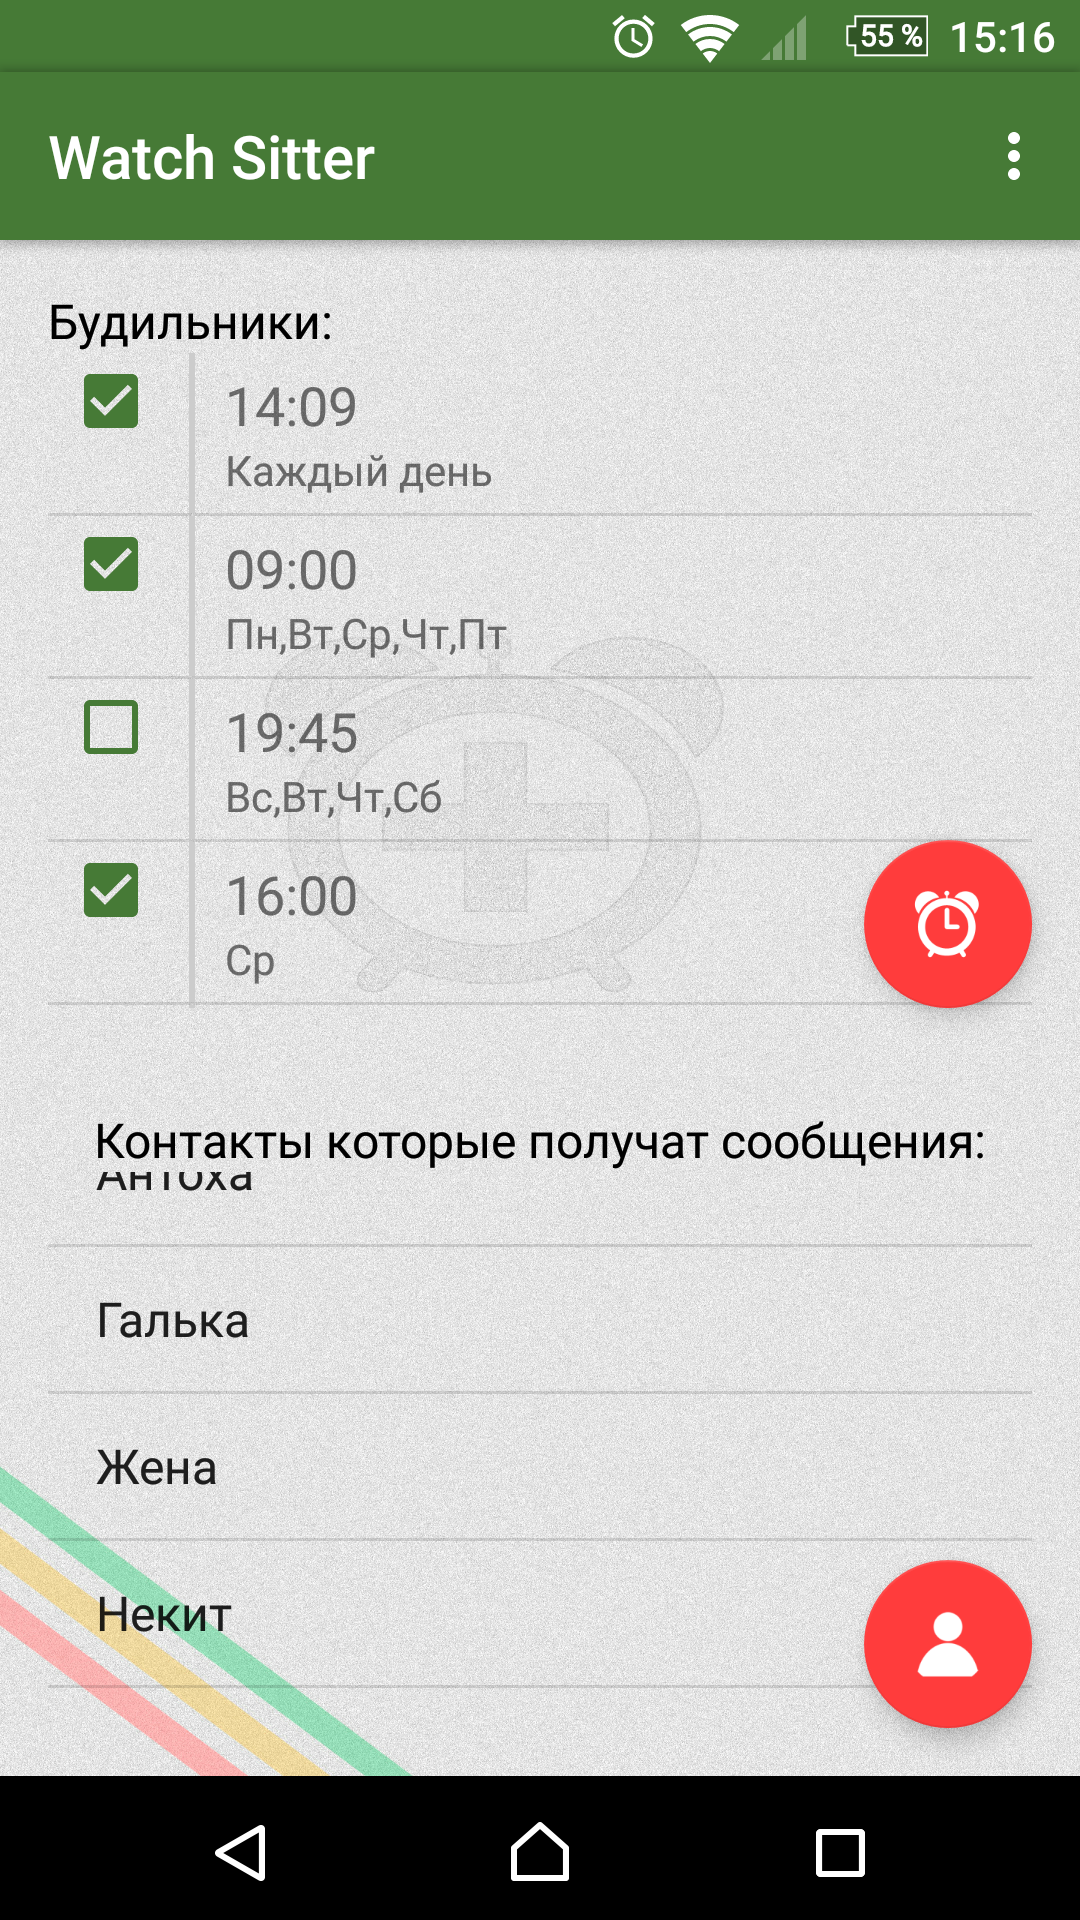 55 % 15:16
Watch Sitter
Будильники:
14:09
Каждый день
09:00
Пн,Вт,Ср,Чт,Пт
19:45
Вс,Вт,Чт,Сб
16:00
Ср
Контакты которые получат сообщения:
Антоха
Галька
Жена
Некит